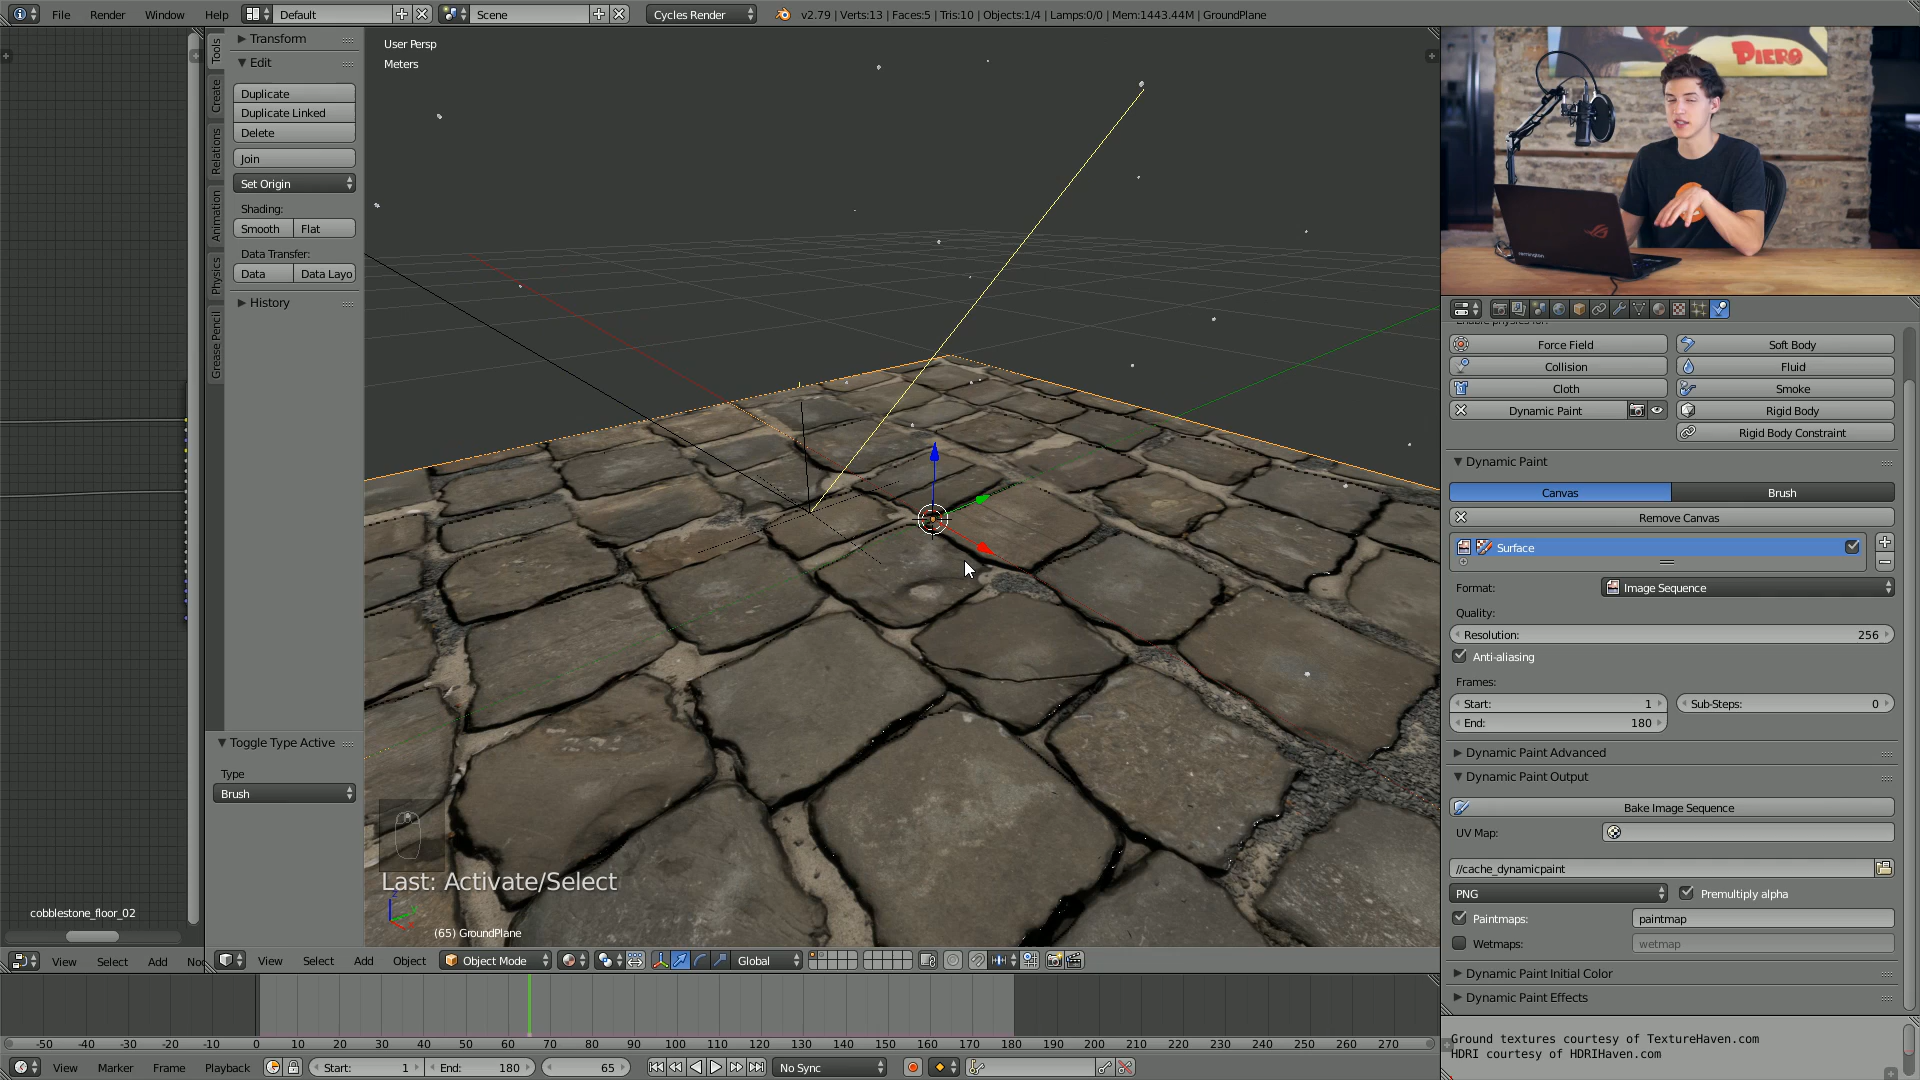 File Render Window Help Default Scene Cycles Render v2.79 | Verts:13 | Faces:5 | Tris:10 | Objects:1/4 | Lamps:0/0 | Mem:1443.44M | GroundPlane
Tools
Create
Relations
Animation
Physics
Grease Pencil
Transform
Edit
Duplicate
Duplicate Linked
Delete
Join
Set Origin
Shading:
Smooth Flat
Data Transfer:
Data Data Layo
History
Toggle Type Active
Type
Brush
User Persp
Meters
Last: Activate/Select
(65) GroundPlane
cobblestone_floor_02
PIERO
Force Field Soft Body
Collision Fluid
Cloth Smoke
Dynamic Paint Rigid Body
Rigid Body Constraint
Dynamic Paint
Canvas Brush
Remove Canvas
Surface
Format: Image Sequence
Quality:
Resolution: 256
Anti-aliasing
Frames:
Start: 1 Sub-Steps: 0
End: 180
Dynamic Paint Advanced
Dynamic Paint Output
Bake Image Sequence
UV Map:
//cache_dynamicpaint
PNG Premultiply alpha
Paintmaps: paintmap
Wetmaps: wetmap
Dynamic Paint Initial Color
Dynamic Paint Effects
Ground textures courtesy of TextureHaven.com
HDRI courtesy of HDRIHaven.com
View Select Add No
View Select Add Object Object Mode Global
-50 -40 -30 -20 -10 0 10 20 30 40 50 60 70 80 90 100 110 120 130 140 150 160 170 180 190 200 210 220 230 240 250 260 270
View Marker Frame Playback Start: 1 End: 180 65 No Sync